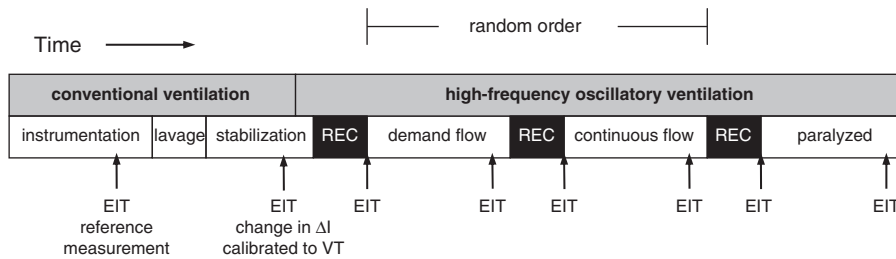 random order
Time
conventional ventilation
high-frequency oscillatory ventilation
instrumentation
lavage
stabilization
REC
demand flow
REC
continuous flow
REC
paralyzed
EIT
reference
measurement
EIT
change in ΔI
calibrated to VT
EIT
EIT
EIT
EIT
EIT
EIT